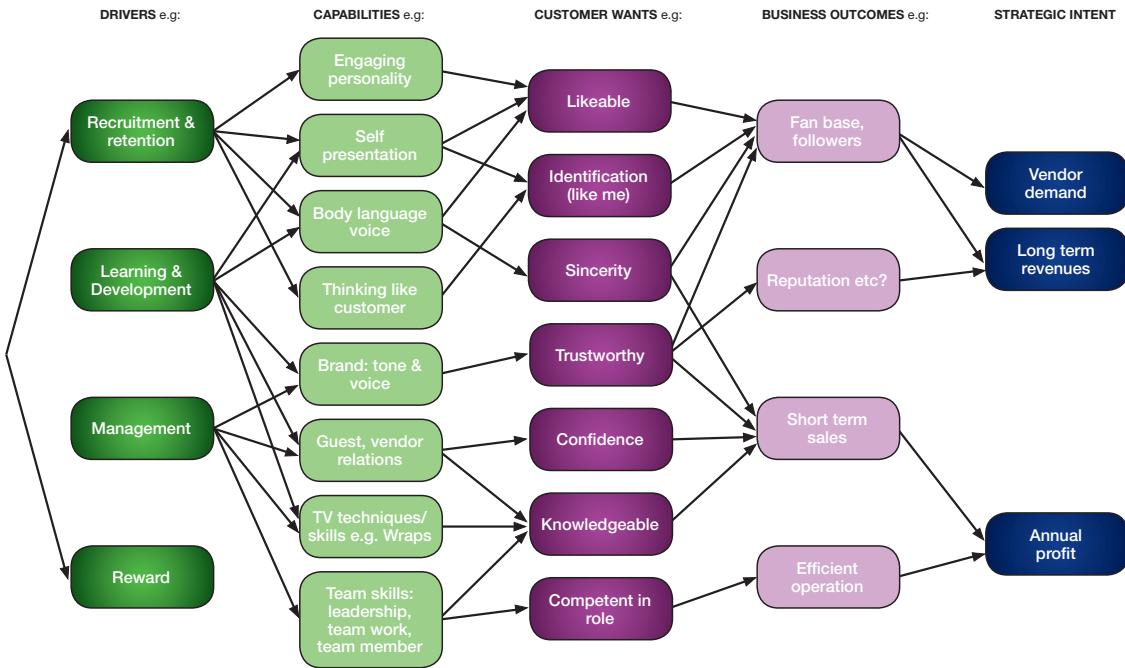 DRIVERS e.g:
CAPABILITIES e.g:
CUSTOMER WANTS e.g:
BUSINESS OUTCOMES e.g:
STRATEGIC INTENT
Recruitment &
retention
Learning &
Development
Management
Reward
Engaging
personality
Self
presentation
Body language
voice
Thinking like
customer
Brand: tone &
voice
Guest, vendor
relations
TV techniques/
skills e.g. Wraps
Team skills:
leadership,
team work,
team member
Likeable
Identification
(like me)
Sincerity
Trustworthy
Confidence
Knowledgeable
Competent in
role
Fan base,
followers
Reputation etc?
Short term
sales
Efficient
operation
Vendor
demand
Long term
revenues
Annual
profit